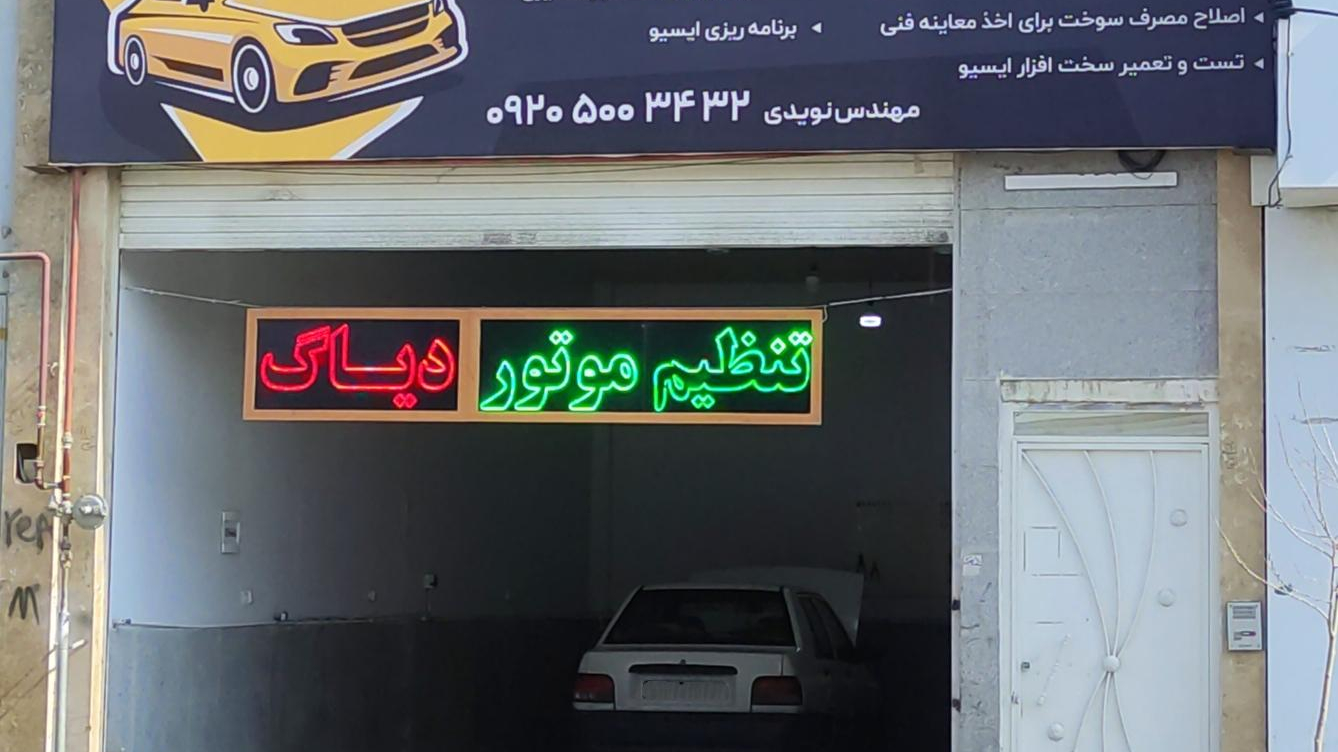 اصلاح مصرف سوخت برای اخذ معاینه فنی
برنامه ریزی ایسیو
تست و تعمیر سخت افزار ایسیو
مهندس نویدی ۰۹۲۰ ۵۰۰ ۳۴ ۳۲
تنظیم موتور دیاگ